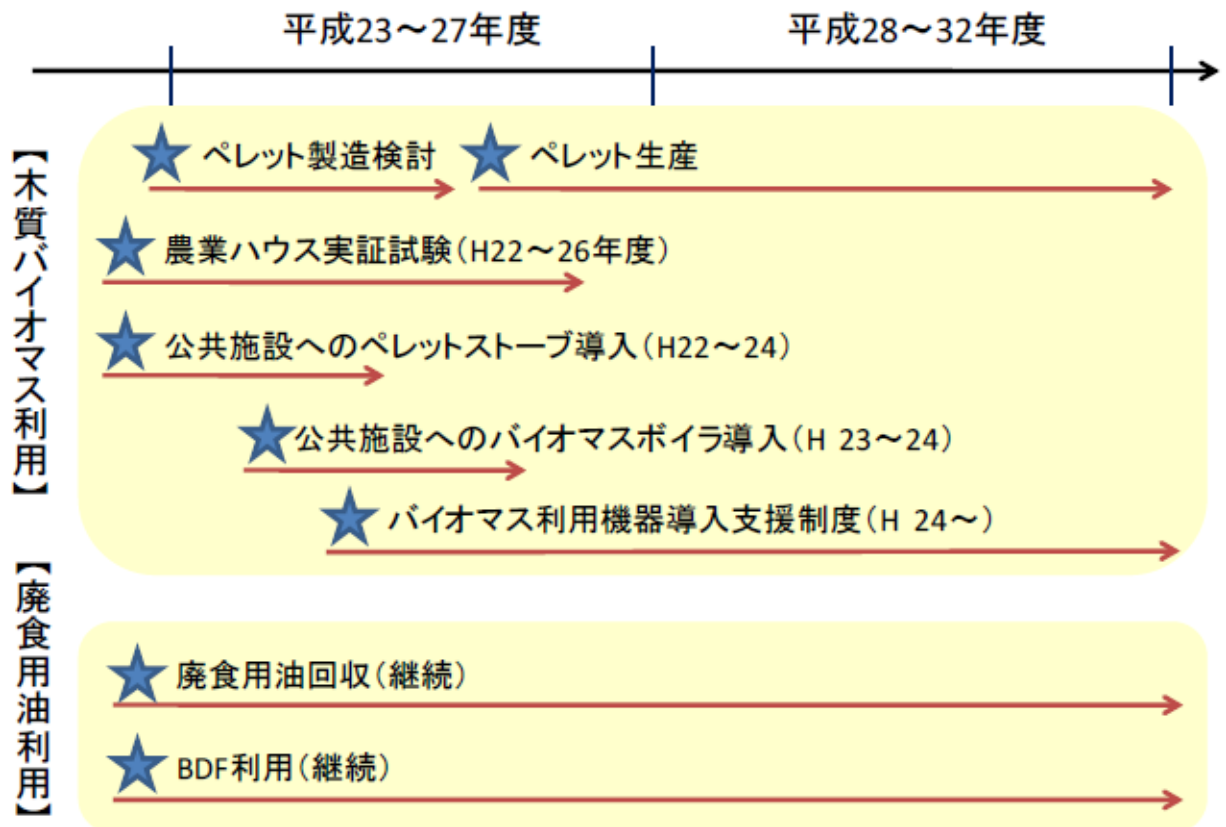 平成23～27年度
平成28～32年度
【木質バイオマス利用】
ペレット製造検討
ペレット生産
農業ハウス実証試験(H22～26年度)
公共施設へのペレットストーブ導入(H22～24)
公共施設へのバイオマスボイラ導入(H 23～24)
バイオマス利用機器導入支援制度(H 24～)
【廃食用油利用】
廃食用油回収(継続)
BDF利用(継続)